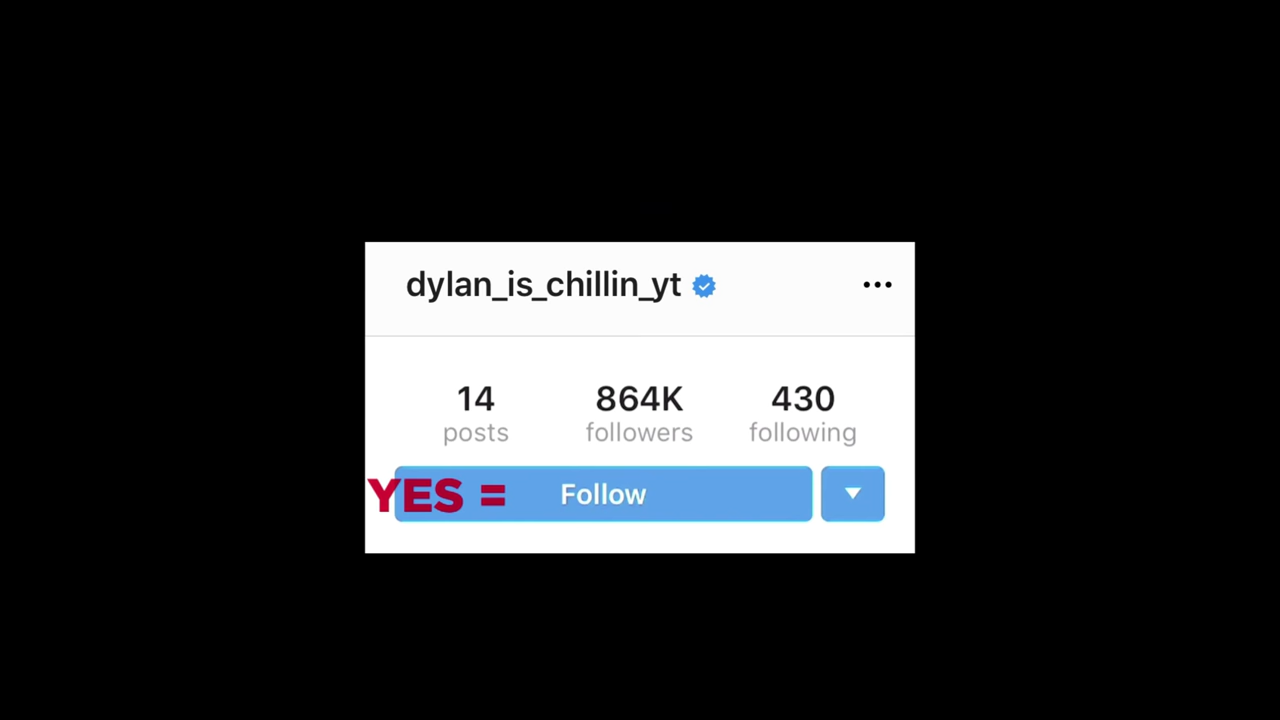 dylan_is_chillin_yt
14 864K 430
posts followers following
YES = Follow